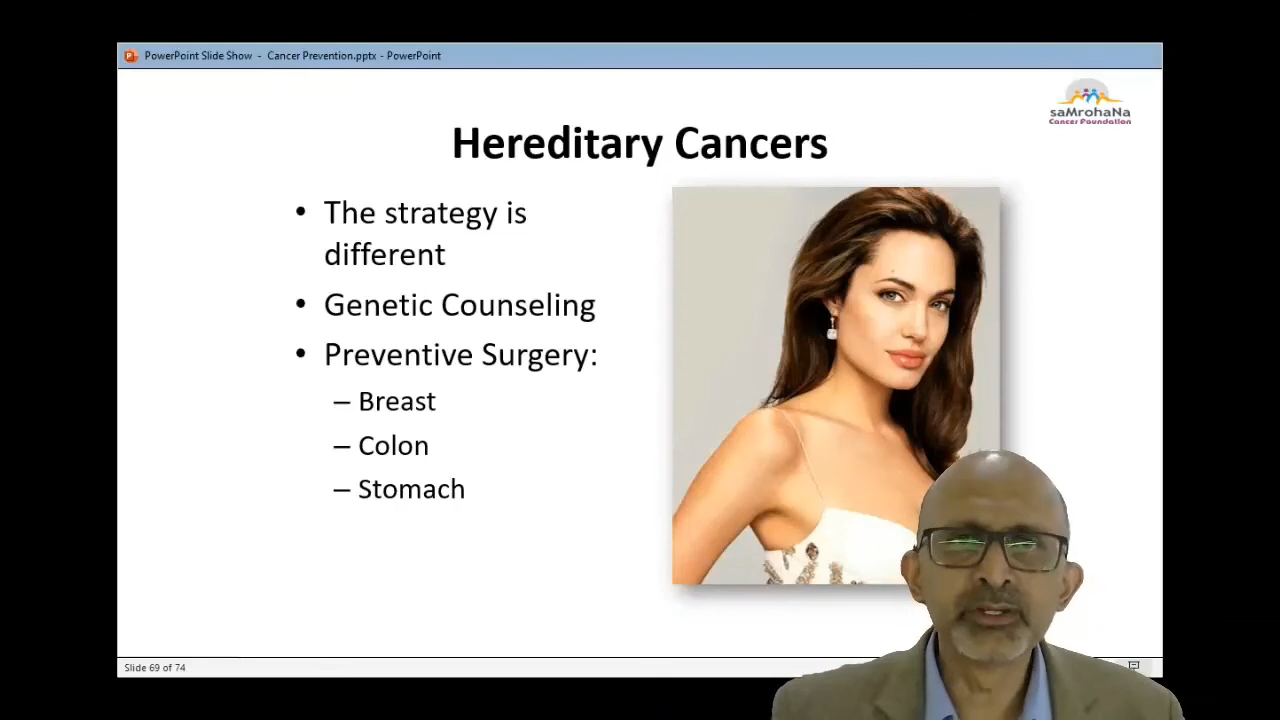 PowerPoint Slide Show - Cancer Prevention.pptx - PowerPoint
saMrohaNa
Cancer Foundation
Hereditary Cancers
• The strategy is
different
• Genetic Counseling
• Preventive Surgery:
– Breast
– Colon
– Stomach
Slide 69 of 74